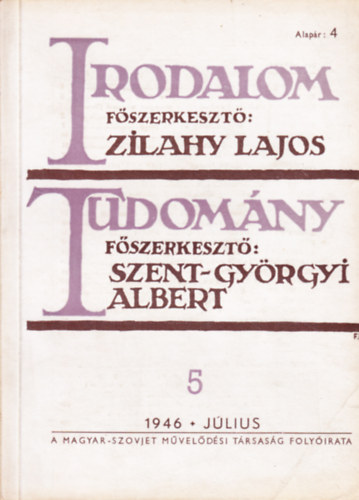 Alapár: 4
IRODALOM
FŐSZERKESZTŐ:
ZILAHY LAJOS
TUDOMÁNY
FŐSZERKESZTŐ:
SZENT-GYÖRGYI
ALBERT
F.
5
1946 • JÚLIUS
A MAGYAR-SZOVJET MŰVELŐDÉSI TÁRSASÁG FOLYÓIRATA